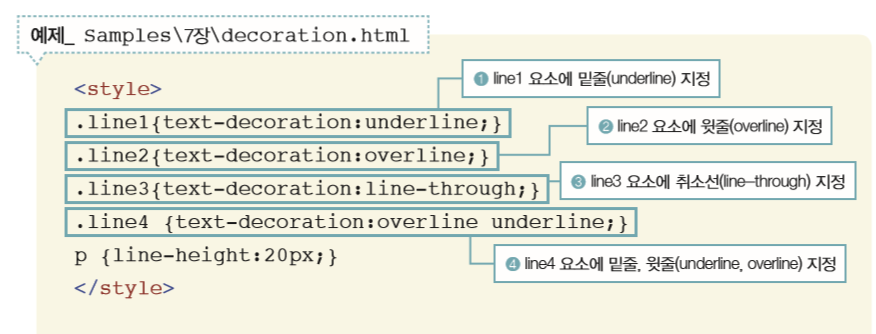 예제_ Samples\7장\decoration.html
<style>
❶ line1 요소에 밑줄(underline) 지정
.line1{text-decoration:underline;}
❷ line2 요소에 윗줄(overline) 지정
.line2{text-decoration:overline;}
❸ line3 요소에 취소선(line-through) 지정
.line3{text-decoration:line-through;}
.line4 {text-decoration:overline underline;}
p {line-height:20px;}
❹ line4 요소에 밑줄, 윗줄(underline, overline) 지정
</style>